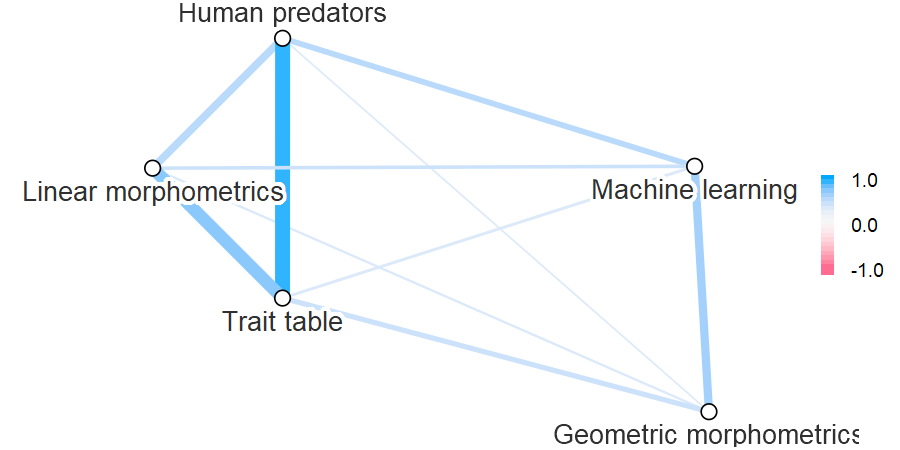 Human predators
Linear morphometrics
Machine learning
1.0
0.0
-1.0
Trait table
Geometric morphometrics